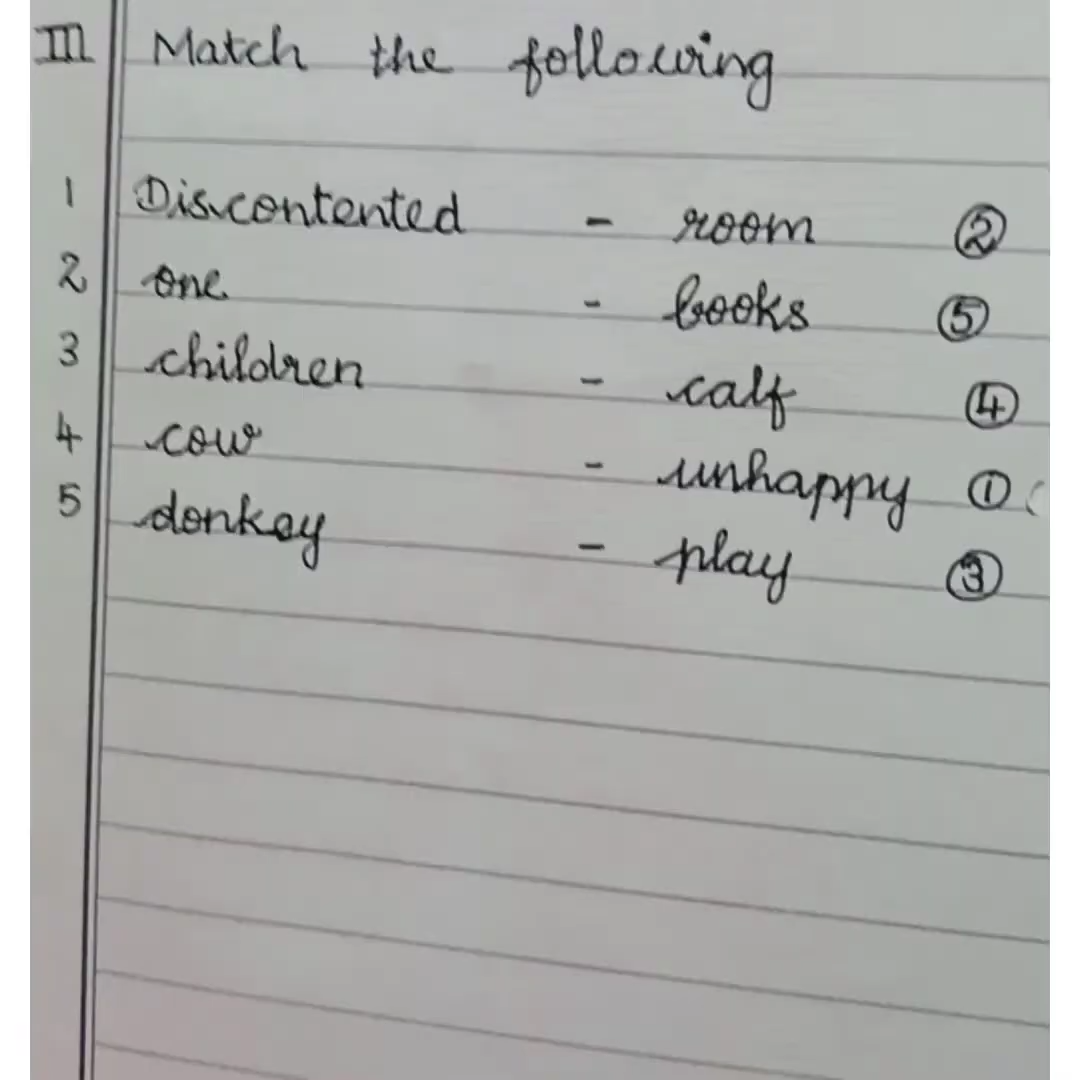 III Match the following
1 Discontented - room ②
2 one - books ⑤
3 children - calf ④
4 cow - unhappy ①
5 donkey - play ③